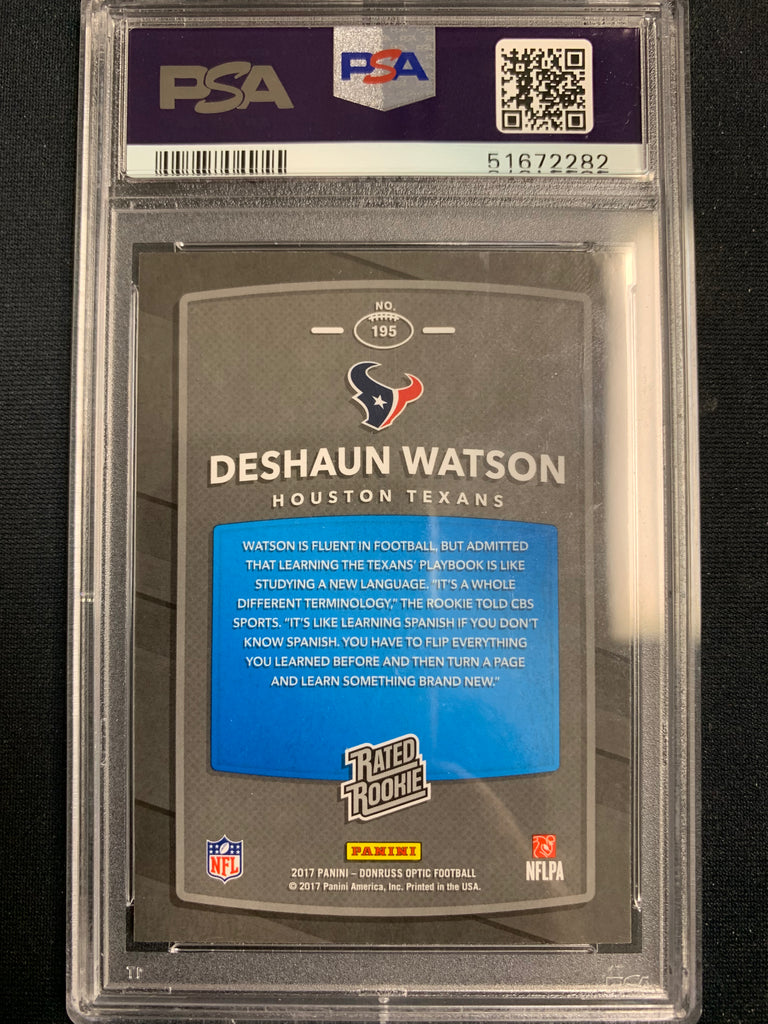 PSA
PSA
51672282
NO.
195
DESHAUN WATSON
HOUSTON TEXANS
WATSON IS FLUENT IN FOOTBALL, BUT ADMITTED
THAT LEARNING THE TEXANS' PLAYBOOK IS LIKE
STUDYING A NEW LANGUAGE. "IT'S A WHOLE
DIFFERENT TERMINOLOGY," THE ROOKIE TOLD CBS
SPORTS. "IT'S LIKE LEARNING SPANISH IF YOU DON'T
KNOW SPANISH. YOU HAVE TO FLIP EVERYTHING
YOU LEARNED BEFORE AND THEN TURN A PAGE
AND LEARN SOMETHING BRAND NEW."
RATED
ROOKIE
NFL
PANINI
NFLPA
2017 PANINI – DONRUSS OPTIC FOOTBALL
© 2017 Panini America, Inc. Printed in the USA.